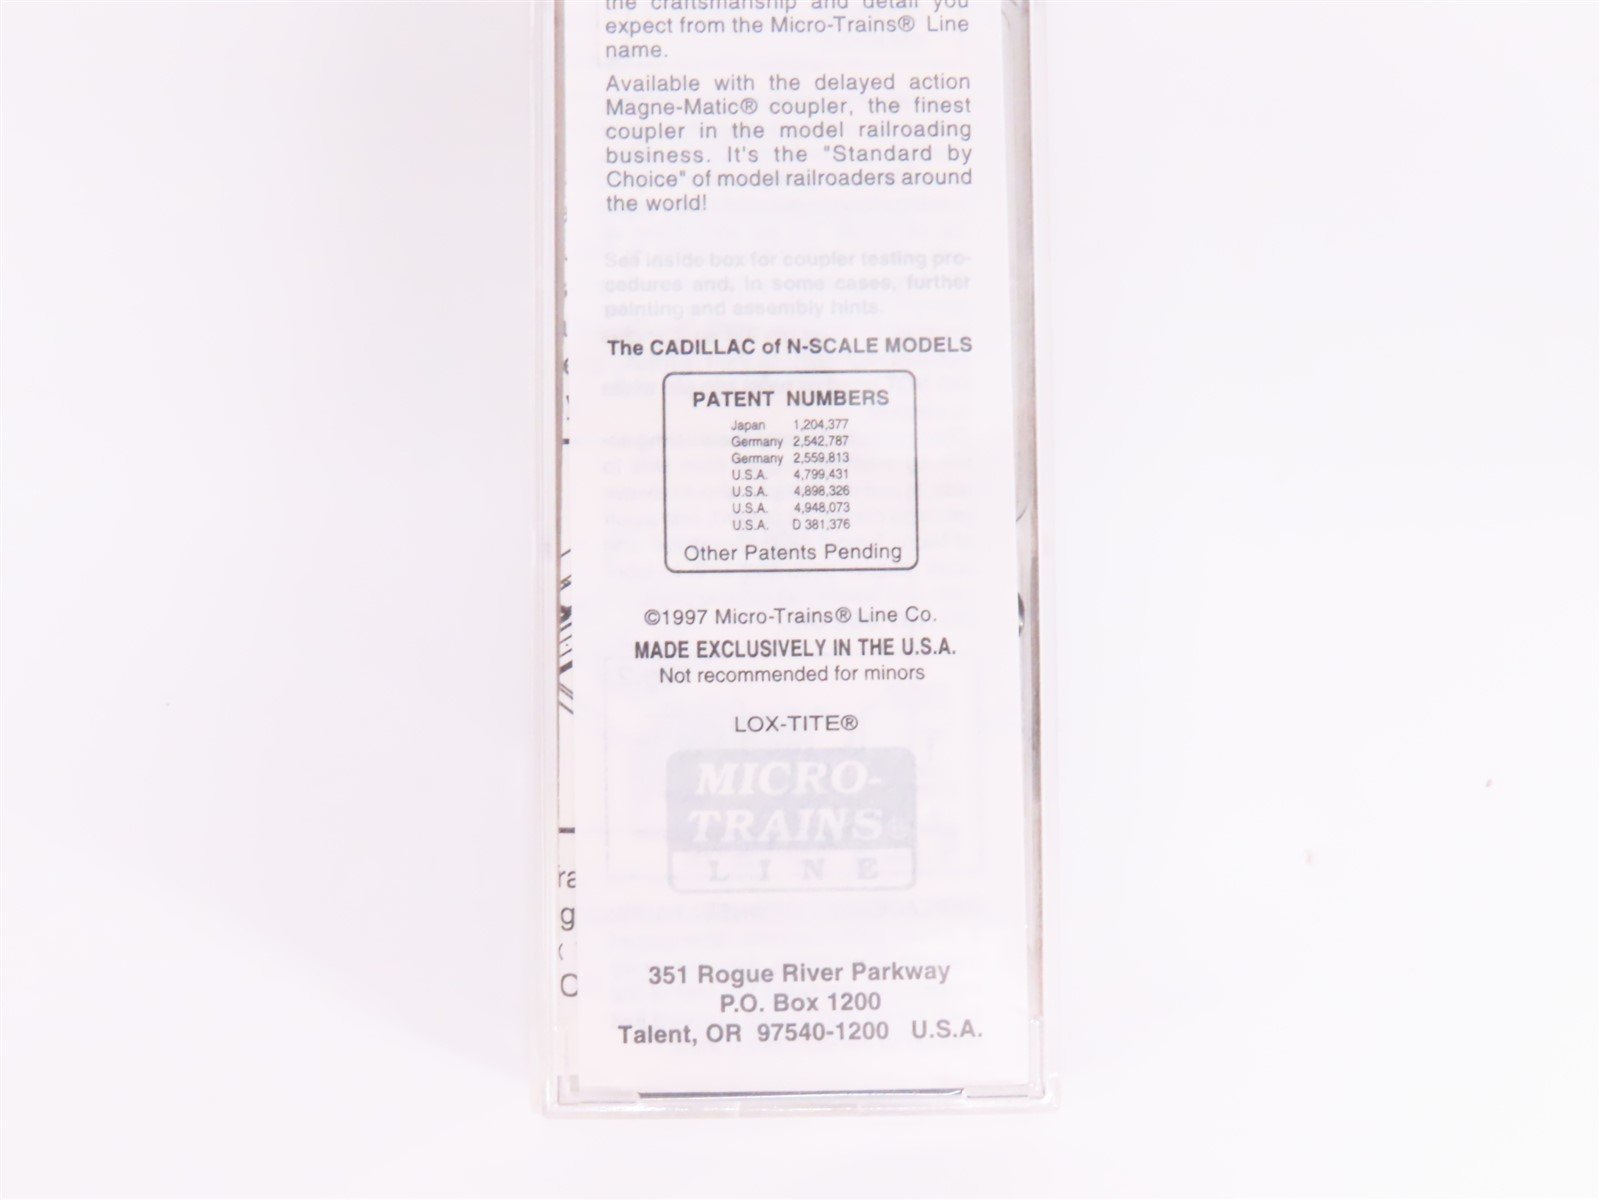 the craftsmanship and detail you
expect from the Micro-Trains® Line
name.
Available with the delayed action
Magne-Matic® coupler, the finest
coupler in the model railroading
business. It's the "Standard by
Choice" of model railroaders around
the world!
See inside box for coupler testing pro-
cedures and, in some cases, further
painting and assembly hints.
The CADILLAC of N-SCALE MODELS
PATENT NUMBERS
Japan 1,204,377
Germany 2,542,787
Germany 2,559,813
U.S.A. 4,799,431
U.S.A. 4,898,326
U.S.A. 4,948,073
U.S.A. D 381,376
Other Patents Pending
©1997 Micro-Trains® Line Co.
MADE EXCLUSIVELY IN THE U.S.A.
Not recommended for minors
LOX-TITE®
MICRO-
TRAINS®
LINE
351 Rogue River Parkway
P.O. Box 1200
Talent, OR 97540-1200 U.S.A.